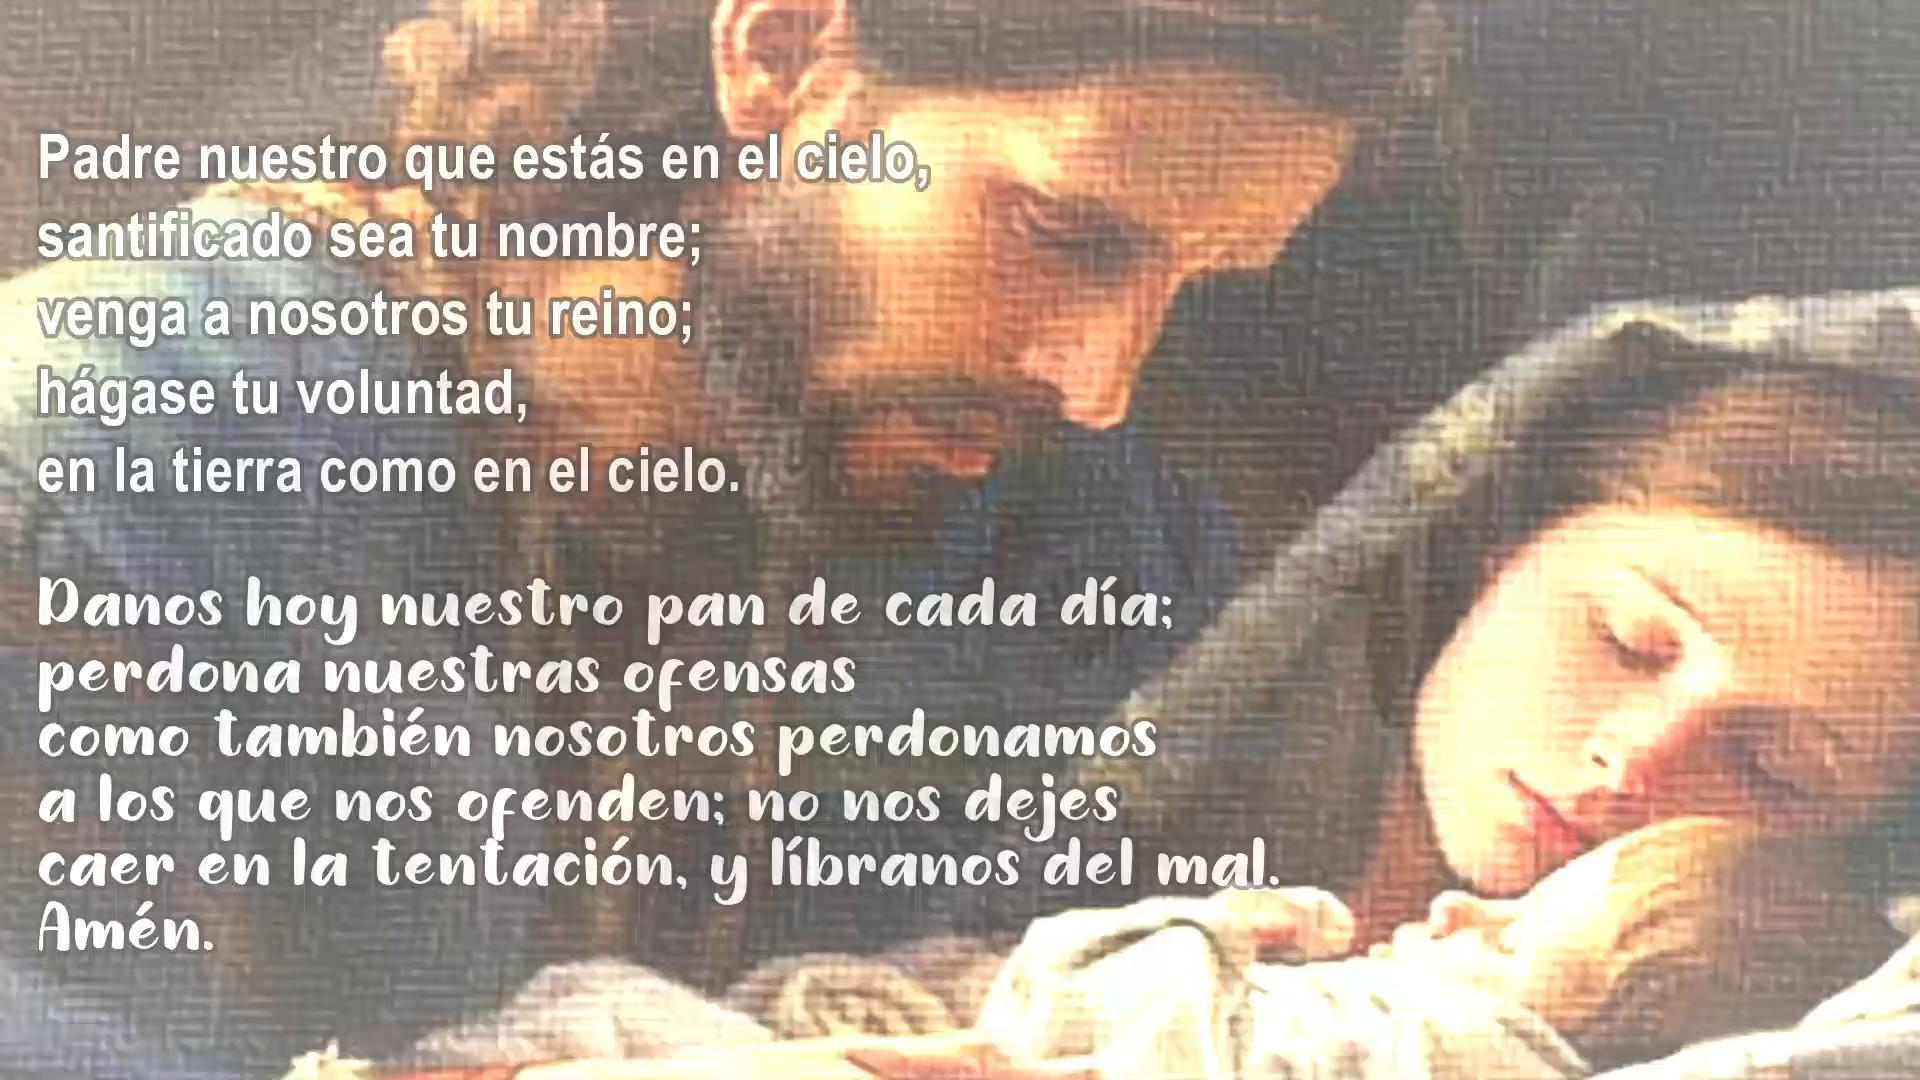 Padre nuestro que estás en el cielo,
santificado sea tu nombre;
venga a nosotros tu reino;
hágase tu voluntad,
en la tierra como en el cielo.
Danos hoy nuestro pan de cada día;
perdona nuestras ofensas
como también nosotros perdonamos
a los que nos ofenden; no nos dejes
caer en la tentación, y líbranos del mal.
Amén.